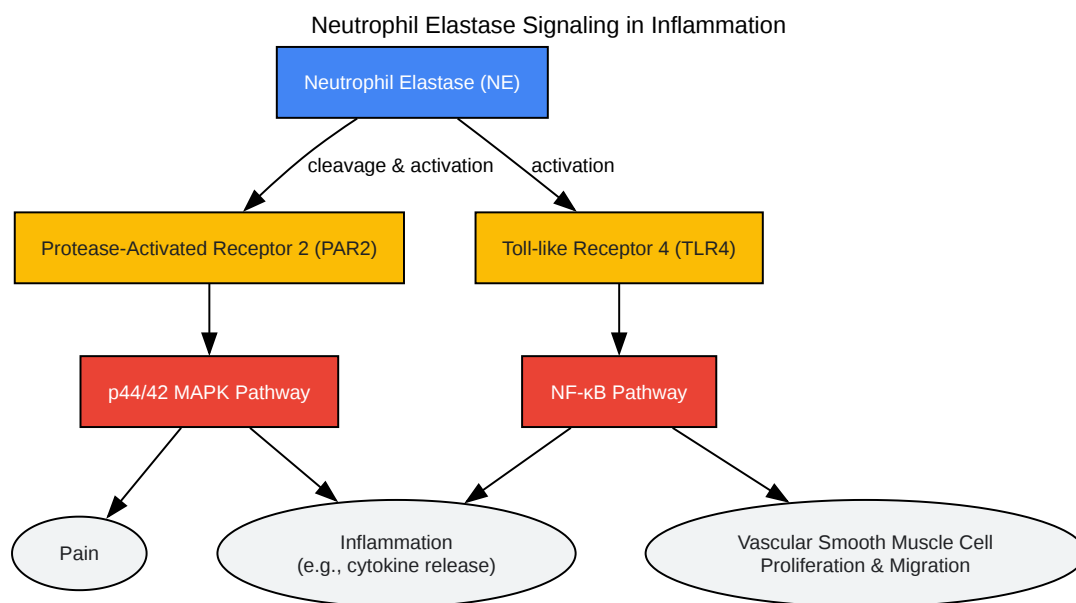 Neutrophil Elastase Signaling in Inflammation
Neutrophil Elastase (NE)
cleavage & activation
activation
Protease-Activated Receptor 2 (PAR2)
Toll-like Receptor 4 (TLR4)
p44/42 MAPK Pathway
NF-κB Pathway
Pain
Inflammation
(e.g., cytokine release)
Vascular Smooth Muscle Cell
Proliferation & Migration